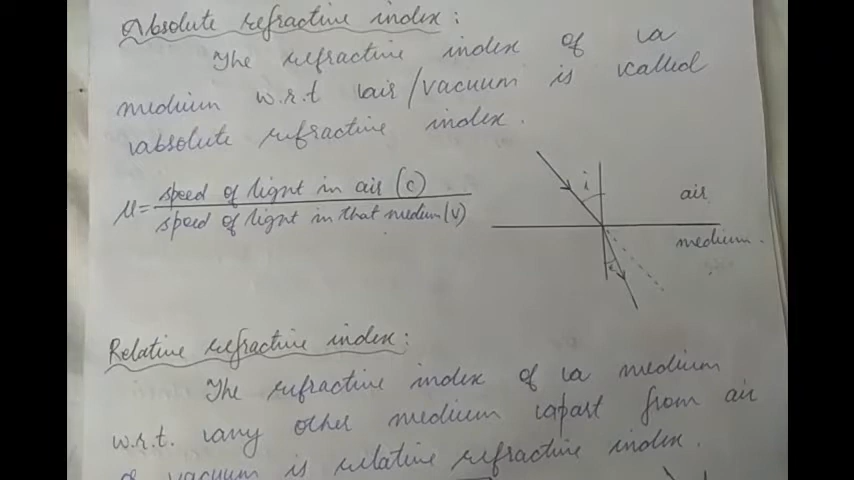 Absolute refractive index :
The refractive index of a
medium w.r.t air/vacuum is called
absolute refractive index.
μ = speed of light in air (c)
speed of light in that medium (v)
i
air
medium.
r
Relative refractive index :
The refractive index of a medium
w.r.t. any other medium apart from air
vacuum is relative refractive index.